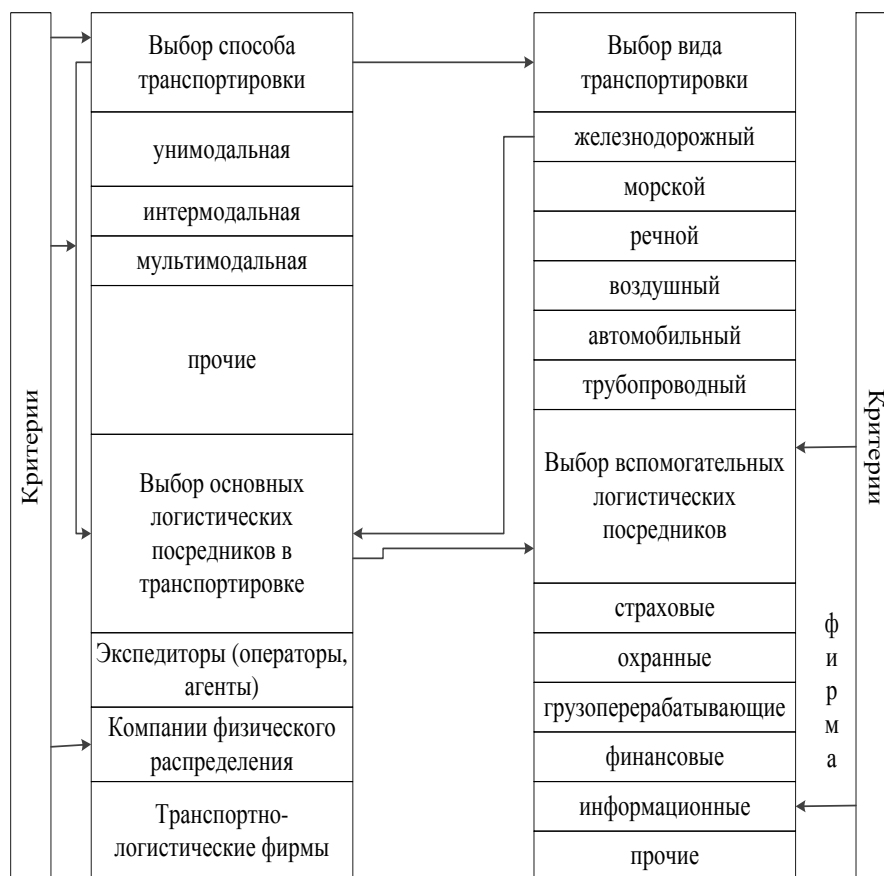 Критерии
Выбор способа
транспортировки
унимодальная
интермодальная
мультимодальная
прочие
Выбор основных
логистических
посредников в
транспортировке
Экспедиторы (операторы,
агенты)
Компании физического
распределения
Транспортно-
логистические фирмы
Выбор вида
транспортировки
железнодорожный
морской
речной
воздушный
автомобильный
трубопроводный
Выбор вспомогательных
логистических
посредников
страховые
охранные
грузоперерабатывающие
финансовые
информационные
прочие
фирма
Критерии